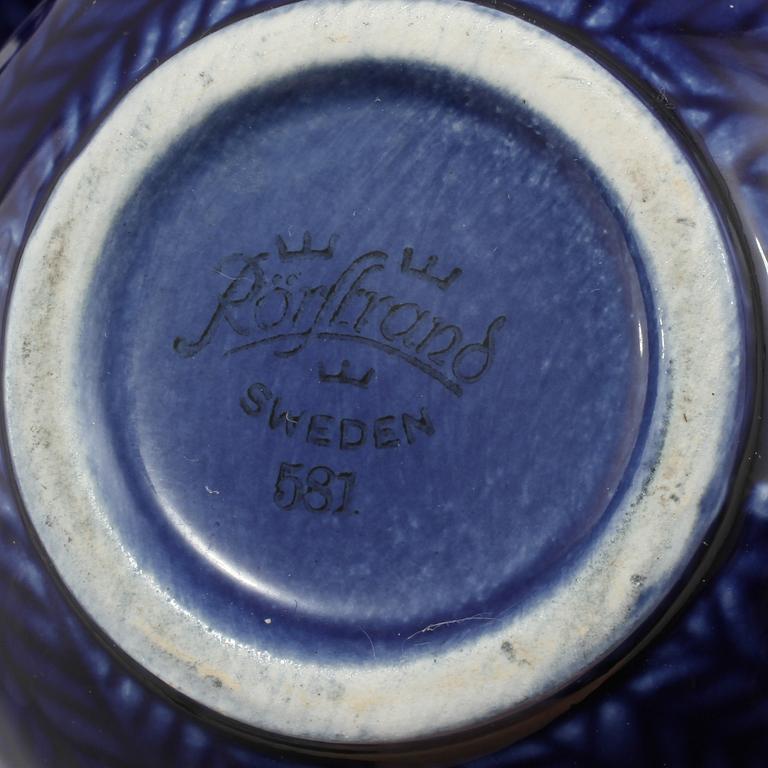 Rörstrand
SWEDEN
581.